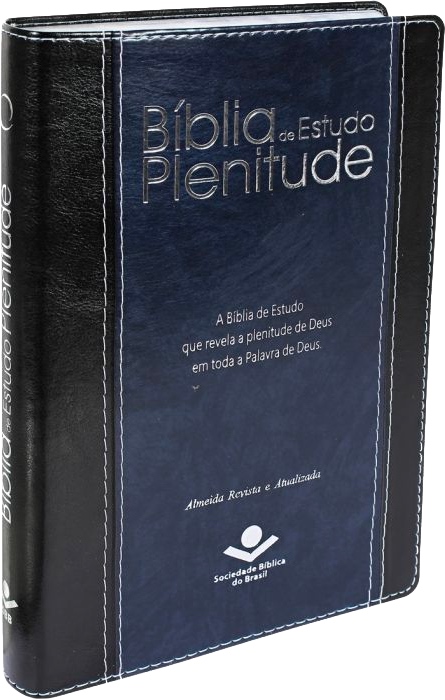 Bíblia de Estudo
Plenitude
A Bíblia de Estudo
que revela a plenitude de Deus
em toda a Palavra de Deus.
Almeida Revista e Atualizada
Sociedade Bíblica
do Brasil
Bíblia de Estudo Plenitude